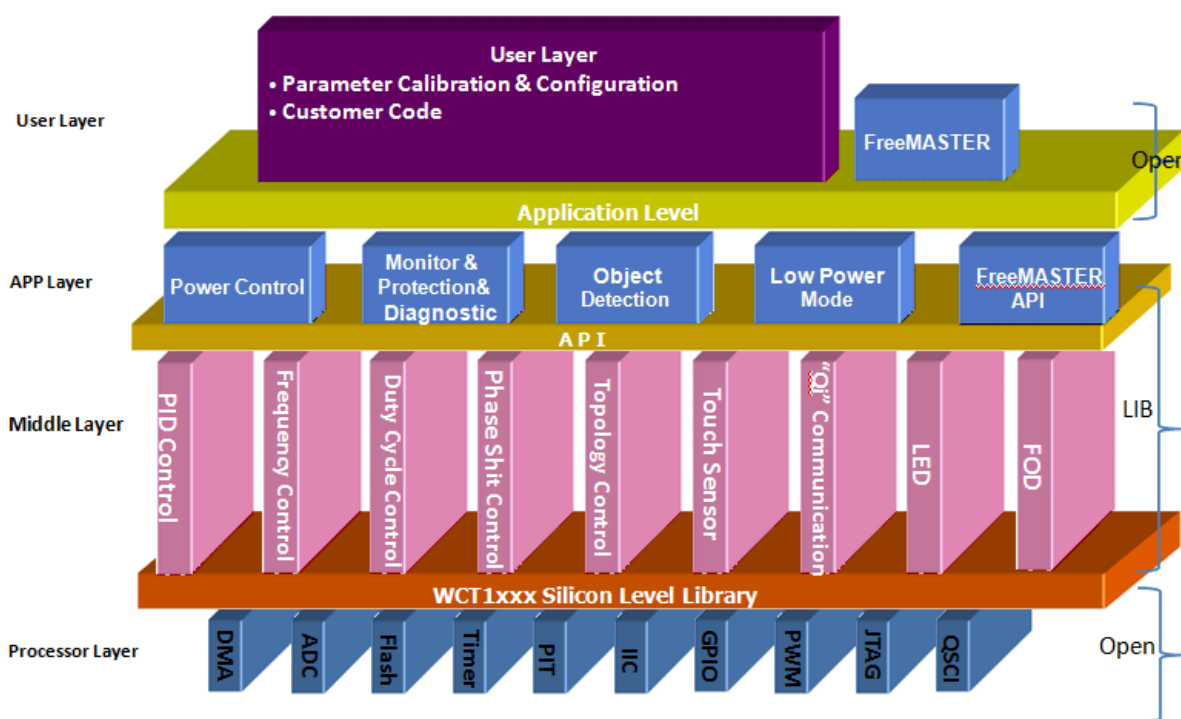 User Layer
• Parameter Calibration & Configuration
• Customer Code
User Layer
FreeMASTER
Open
Application Level
APP Layer
Power Control
Monitor &
Protection&
Diagnostic
Object
Detection
Low Power
Mode
FreeMASTER
API
A P I
Middle Layer
PID Control
Frequency Control
Duty Cycle Control
Phase Shit Control
Topology Control
Touch Sensor
“Qi” Communication
LED
FOD
LIB
WCT1xxx Silicon Level Library
Processor Layer
DMA
ADC
Flash
Timer
PIT
IIC
GPIO
PWM
JTAG
QSCI
Open